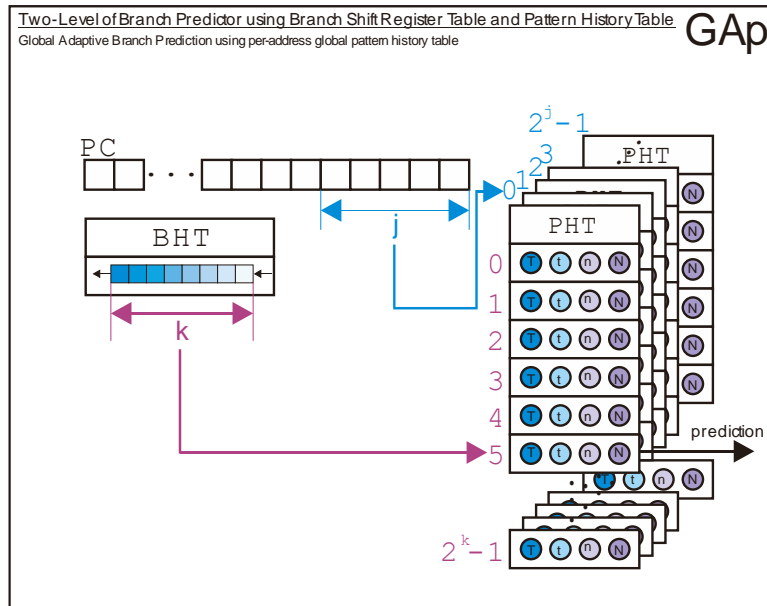 Two-Level of Branch Predictor using Branch Shift Register Table and Pattern History Table
GAp
Global Adaptive Branch Prediction using per-address global pattern history table
2^j-1
3
2
1
0
PC
. . .
PHT
N
BHT
j
PHT
PHT
0
T t n N
N
1
T t n N
N
k
2
T t n N
N
3
T t n N
N
4
T t n N
N
5
T t n N
prediction
T t n N
2^k-1
T t n N